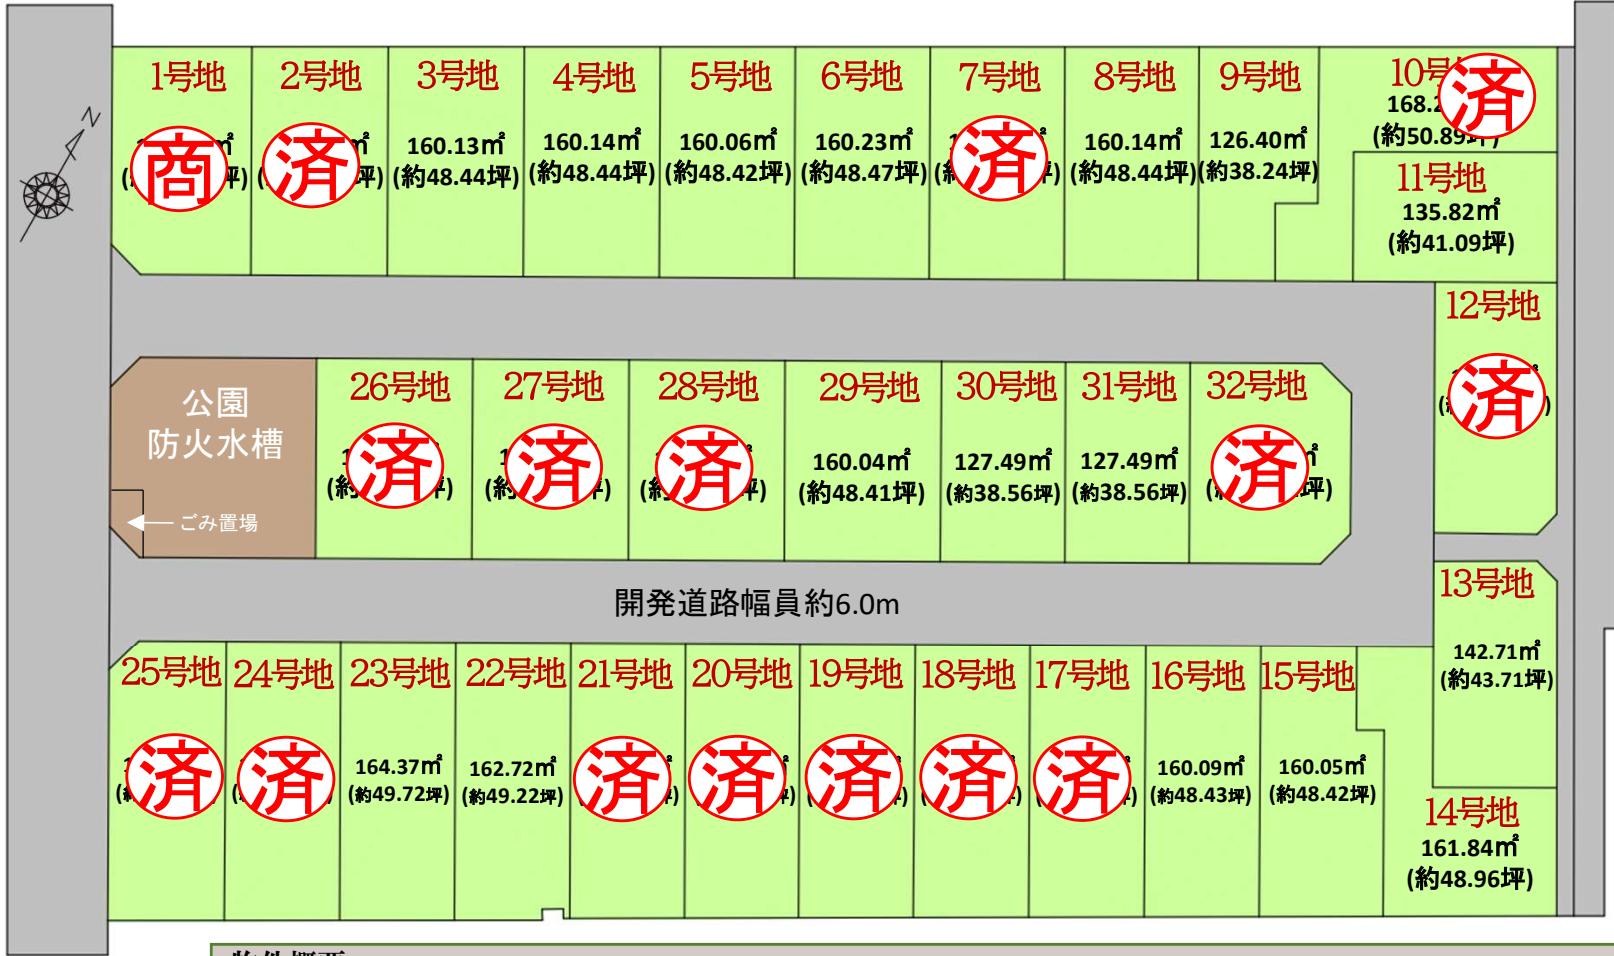 1号地
商
2号地
済
3号地
160.13㎡
(約48.44坪)
4号地
160.14㎡
(約48.44坪)
5号地
160.06㎡
(約48.42坪)
6号地
160.23㎡
(約48.47坪)
7号地
済
8号地
160.14㎡
(約48.44坪)
9号地
126.40㎡
(約38.24坪)
10号
済
168.2
(約50.89坪)
11号地
135.82㎡
(約41.09坪)
N
12号地
済
公園
防火水槽
ごみ置場
26号地
済
27号地
済
28号地
済
29号地
160.04㎡
(約48.41坪)
30号地
127.49㎡
(約38.56坪)
31号地
127.49㎡
(約38.56坪)
32号地
済
開発道路幅員約6.0m
13号地
142.71㎡
(約43.71坪)
25号地
済
24号地
済
23号地
164.37㎡
(約49.72坪)
22号地
162.72㎡
(約49.22坪)
21号地
済
20号地
済
19号地
済
18号地
済
17号地
済
16号地
160.09㎡
(約48.43坪)
15号地
160.05㎡
(約48.42坪)
14号地
161.84㎡
(約48.96坪)